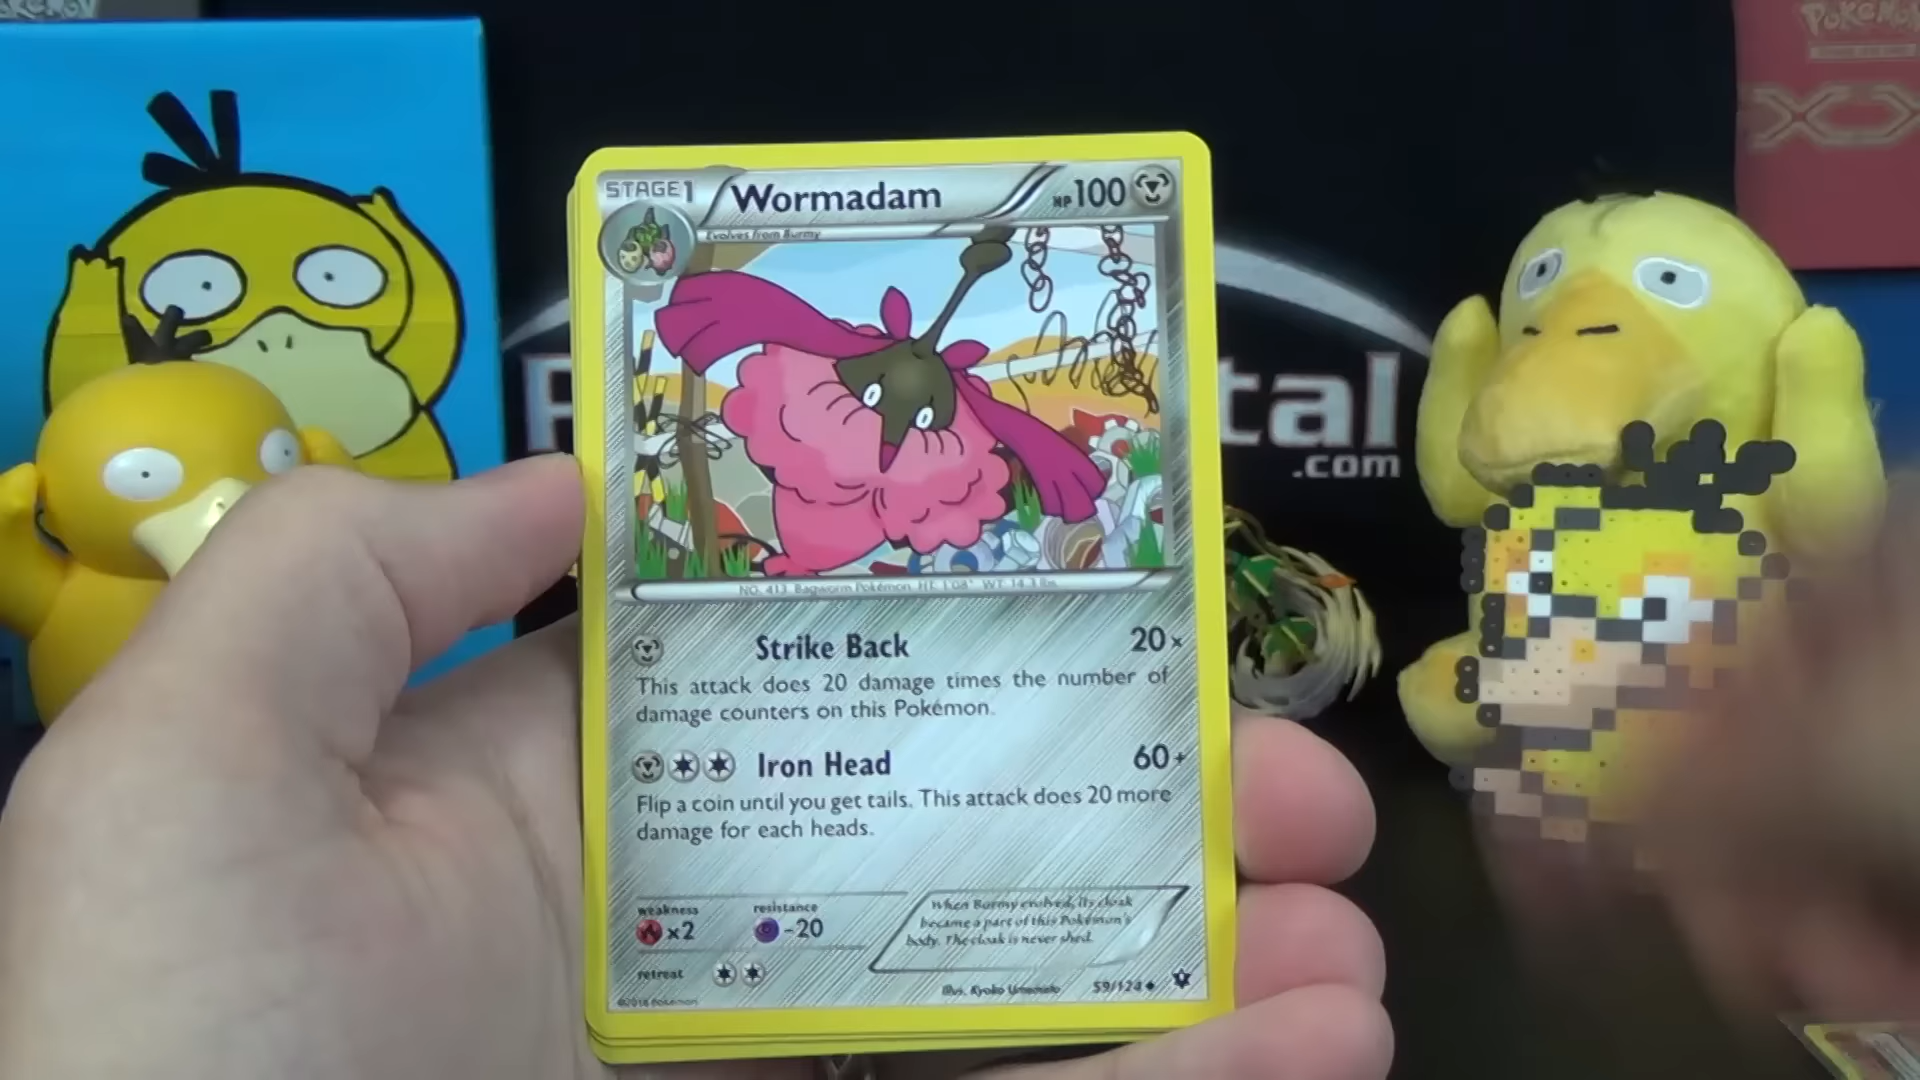 POKéMON
POKéMON
STAGE1
Wormadam
HP100
Evolves from Burmy
tal
.com
NO. 413 Bagworm Pokémon HT: 1'08" WT: 14.3 lbs.
Strike Back
20×
This attack does 20 damage times the number of
damage counters on this Pokémon.
Iron Head
60+
Flip a coin until you get tails. This attack does 20 more
damage for each heads.
weakness
resistance
×2
-20
When Burmy evolved, its cloak
became a part of this Pokémon's
body. The cloak is never shed.
retreat
Illus. Kyoko Umemoto
59/124
©2016 Pokémon